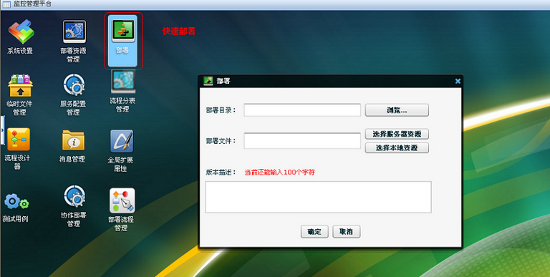 监控管理平台
系统设置
部署资源
管理
部署
快速部署
临时文件
管理
服务配置
管理
流程分类
管理
流程设计
器
消息管理
全局扩展
属性
测试用例
协作部署
管理
部署流程
管理
部署
部署目录：
浏览...
部署文件：
选择服务器资源
选择本地资源
版本描述：
当前还能输入100个字符
确定
取消